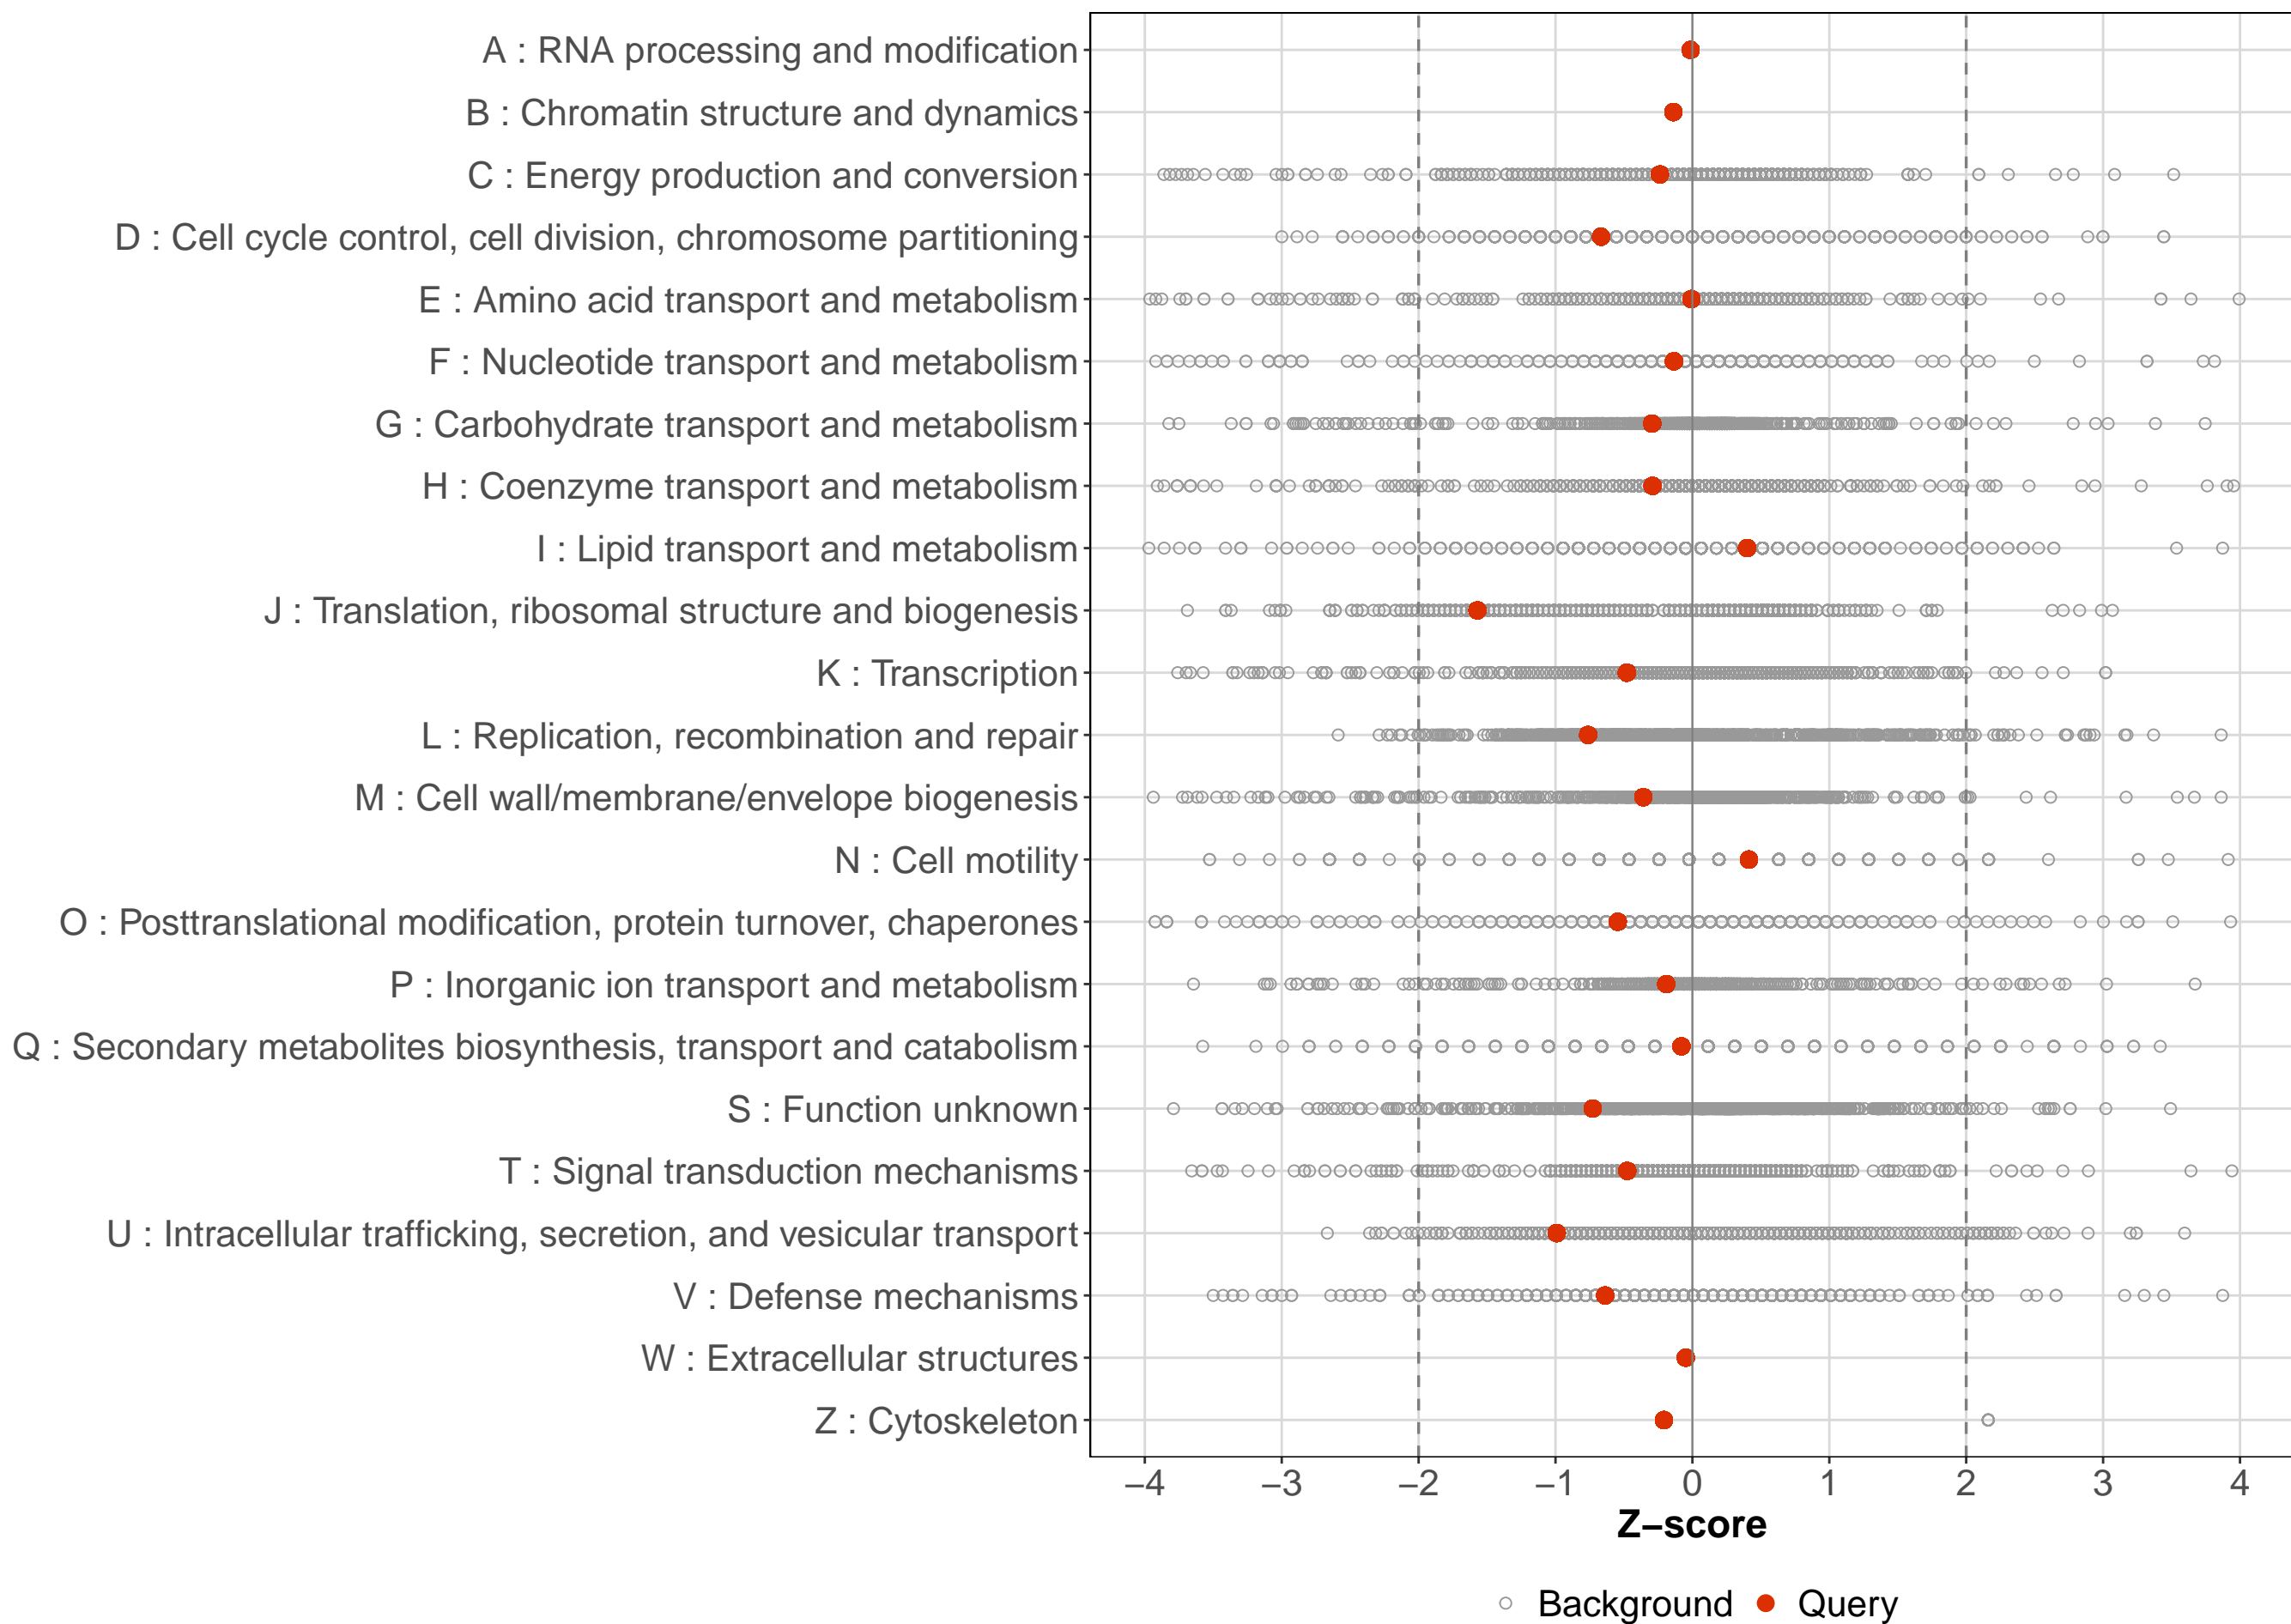 A : RNA processing and modification
B : Chromatin structure and dynamics
C : Energy production and conversion
D : Cell cycle control, cell division, chromosome partitioning
E : Amino acid transport and metabolism
F : Nucleotide transport and metabolism
G : Carbohydrate transport and metabolism
H : Coenzyme transport and metabolism
I : Lipid transport and metabolism
J : Translation, ribosomal structure and biogenesis
K : Transcription
L : Replication, recombination and repair
M : Cell wall/membrane/envelope biogenesis
N : Cell motility
O : Posttranslational modification, protein turnover, chaperones
P : Inorganic ion transport and metabolism
Q : Secondary metabolites biosynthesis, transport and catabolism
S : Function unknown
T : Signal transduction mechanisms
U : Intracellular trafficking, secretion, and vesicular transport
V : Defense mechanisms
W : Extracellular structures
Z : Cytoskeleton
−4 −3 −2 −1 0 1 2 3 4
Z−score
Background Query